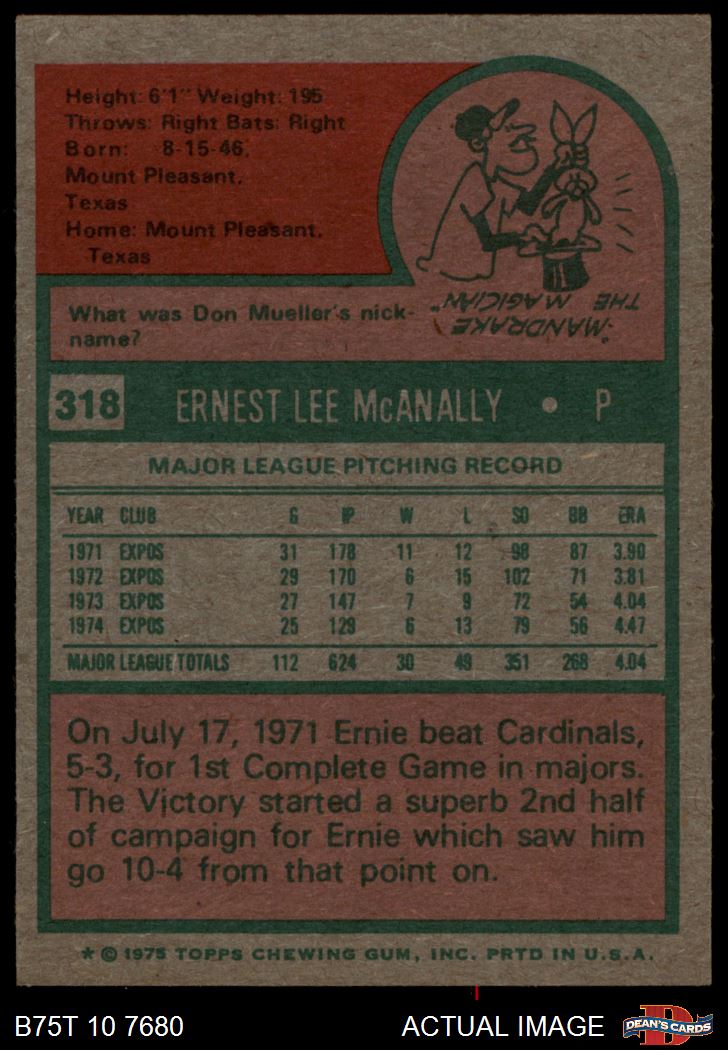 Height: 6'1" Weight: 195
Throws: Right Bats: Right
Born: 8-15-46,
Mount Pleasant,
Texas
Home: Mount Pleasant,
Texas
What was Don Mueller's nick-
name?
"MANDRAKE
THE MAGICIAN"
318 ERNEST LEE McANALLY • P
MAJOR LEAGUE PITCHING RECORD
YEAR CLUB G IP W L SO BB ERA
1971 EXPOS 31 178 11 12 98 87 3.90
1972 EXPOS 29 170 6 15 102 71 3.81
1973 EXPOS 27 147 7 9 72 54 4.04
1974 EXPOS 25 129 6 13 79 56 4.47
MAJOR LEAGUE TOTALS 112 624 30 49 351 268 4.04
On July 17, 1971 Ernie beat Cardinals,
5-3, for 1st Complete Game in majors.
The Victory started a superb 2nd half
of campaign for Ernie which saw him
go 10-4 from that point on.
* © 1975 TOPPS CHEWING GUM, INC. PRTD IN U.S.A.
B75T 10 7680 ACTUAL IMAGE D DEAN'S CARDS